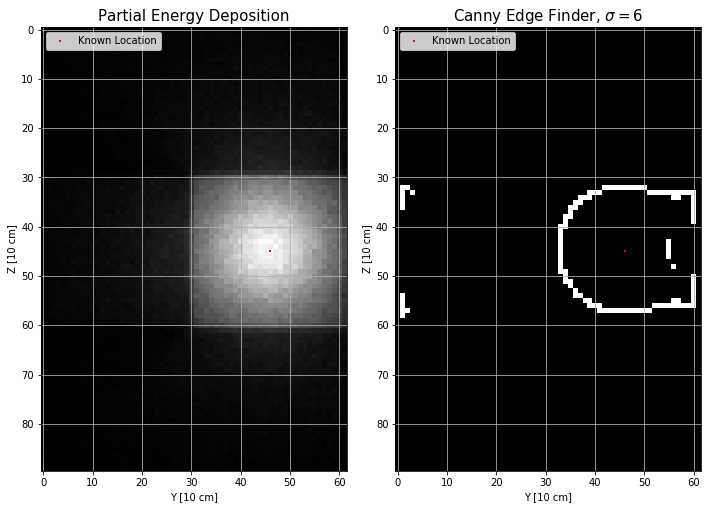 Partial Energy Deposition
Known Location
0
10
20
30
40
50
60
70
80
Z [10 cm]
0 10 20 30 40 50 60
Y [10 cm]
Canny Edge Finder, σ = 6
Known Location
0
10
20
30
40
50
60
70
80
Z [10 cm]
0 10 20 30 40 50 60
Y [10 cm]